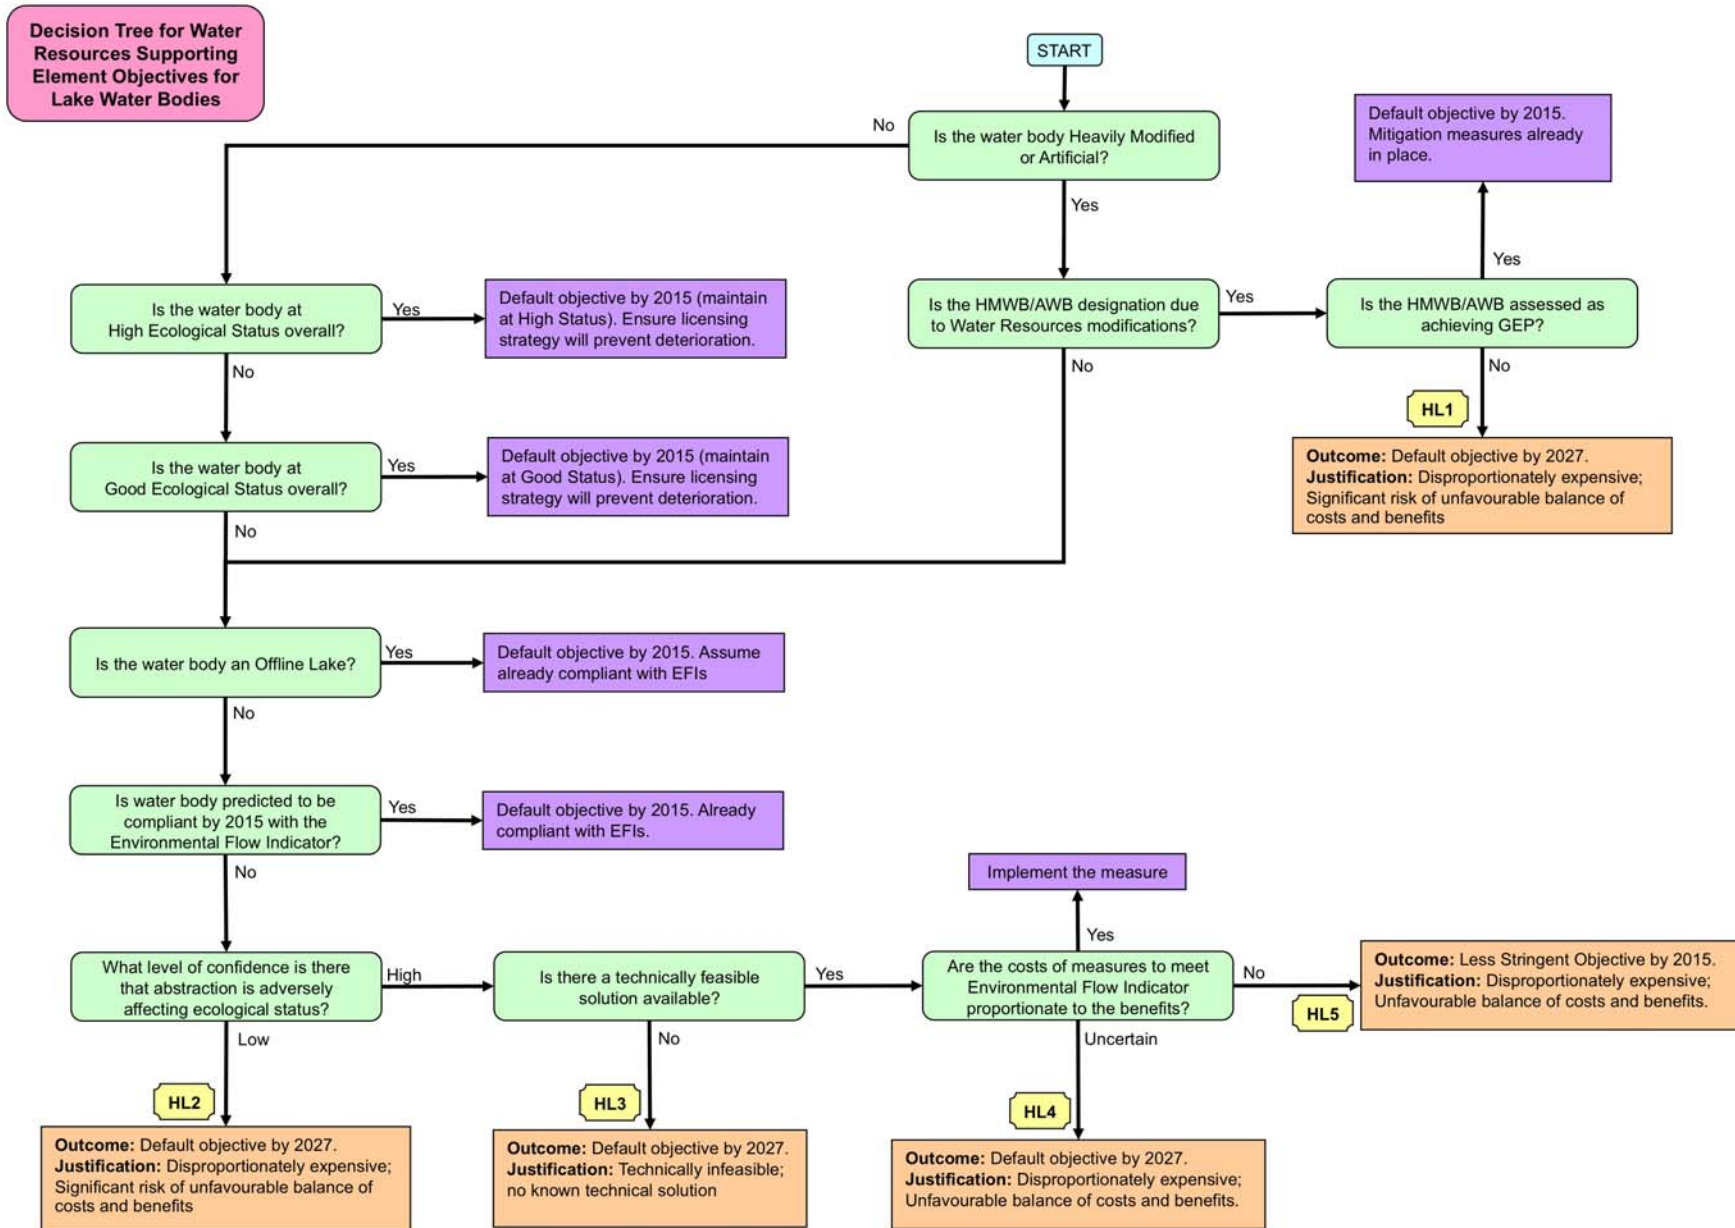 Decision Tree for Water
Resources Supporting
Element Objectives for
Lake Water Bodies
START
Is the water body Heavily Modified
or Artificial?
No
Yes
Default objective by 2015.
Mitigation measures already
in place.
Is the water body at
High Ecological Status overall?
Yes
No
Default objective by 2015 (maintain
at High Status). Ensure licensing
strategy will prevent deterioration.
Is the HMWB/AWB designation due
to Water Resources modifications?
Yes
No
Is the HMWB/AWB assessed as
achieving GEP?
Yes
No
HL1
Outcome: Default objective by 2027.
Justification: Disproportionately expensive;
Significant risk of unfavourable balance of
costs and benefits
Is the water body at
Good Ecological Status overall?
Yes
No
Default objective by 2015 (maintain
at Good Status). Ensure licensing
strategy will prevent deterioration.
Is the water body an Offline Lake?
Yes
No
Default objective by 2015. Assume
already compliant with EFIs
Is water body predicted to be
compliant by 2015 with the
Environmental Flow Indicator?
Yes
No
Default objective by 2015. Already
compliant with EFIs.
What level of confidence is there
that abstraction is adversely
affecting ecological status?
High
Low
Is there a technically feasible
solution available?
Yes
No
Implement the measure
Yes
Are the costs of measures to meet
Environmental Flow Indicator
proportionate to the benefits?
No
Uncertain
HL5
Outcome: Less Stringent Objective by 2015.
Justification: Disproportionately expensive;
Unfavourable balance of costs and benefits.
HL2
Outcome: Default objective by 2027.
Justification: Disproportionately expensive;
Significant risk of unfavourable balance of
costs and benefits
HL3
Outcome: Default objective by 2027.
Justification: Technically infeasible;
no known technical solution
HL4
Outcome: Default objective by 2027.
Justification: Disproportionately expensive;
Unfavourable balance of costs and benefits.